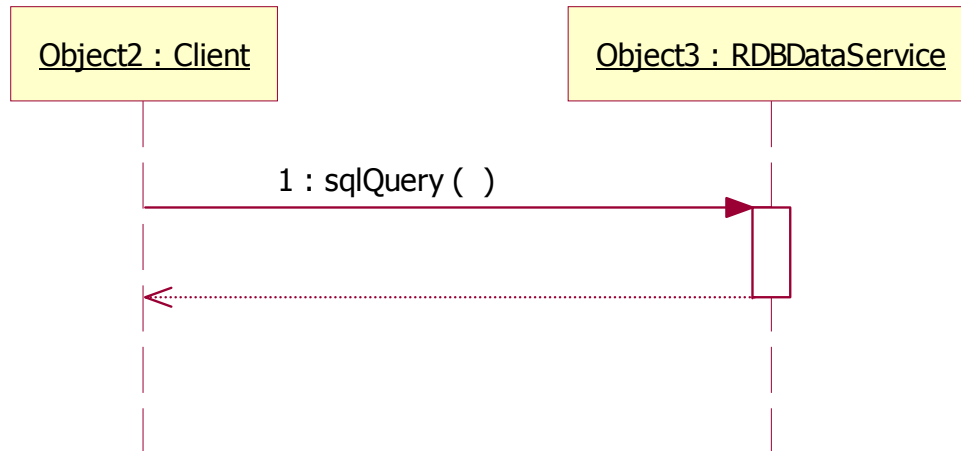 Object2 : Client
Object3 : RDBDataService
1 : sqlQuery (  )